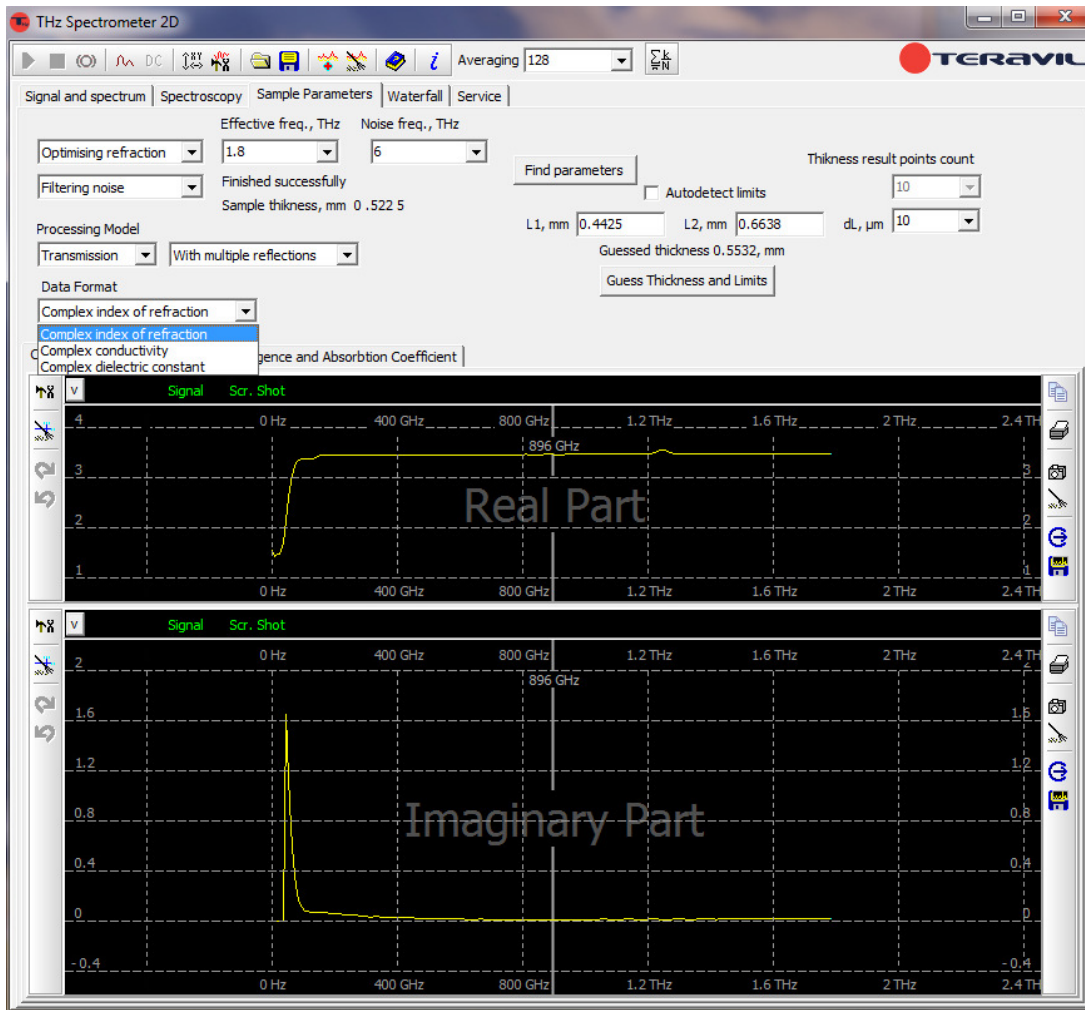 THz Spectrometer 2D
DC
Averaging 128
Σk/=N
TERAVIL
Signal and spectrum Spectroscopy Sample Parameters Waterfall Service
Effective freq., THz Noise freq., THz
Optimising refraction 1.8 6
Thikness result points count
Find parameters
Filtering noise Finished successfully Autodetect limits 10
Sample thikness, mm 0 .522 5
L1, mm 0.4425 L2, mm 0.6638 dL, µm 10
Processing Model
Transmission With multiple reflections
Guessed thickness 0.5532, mm
Guess Thickness and Limits
Data Format
Complex index of refraction
Complex index of refraction
Complex conductivity
Complex dielectric constant
gence and Absorbtion Coefficient
v Signal Scr. Shot
4 0 Hz 400 GHz 800 GHz 1.2 THz 1.6 THz 2 THz 2.4 TH
896 GHz
3 3
Real Part
2 2
1 1
0 Hz 400 GHz 800 GHz 1.2 THz 1.6 THz 2 THz 2.4 TH
v Signal Scr. Shot
0 Hz 400 GHz 800 GHz 1.2 THz 1.6 THz 2 THz 2.4 TH
2 2
896 GHz
1.6 1.6
1.2 1.2
0.8 0.8
Imaginary Part
0.4 0.4
0 0
-0.4 -0.4
0 Hz 400 GHz 800 GHz 1.2 THz 1.6 THz 2 THz 2.4 TH